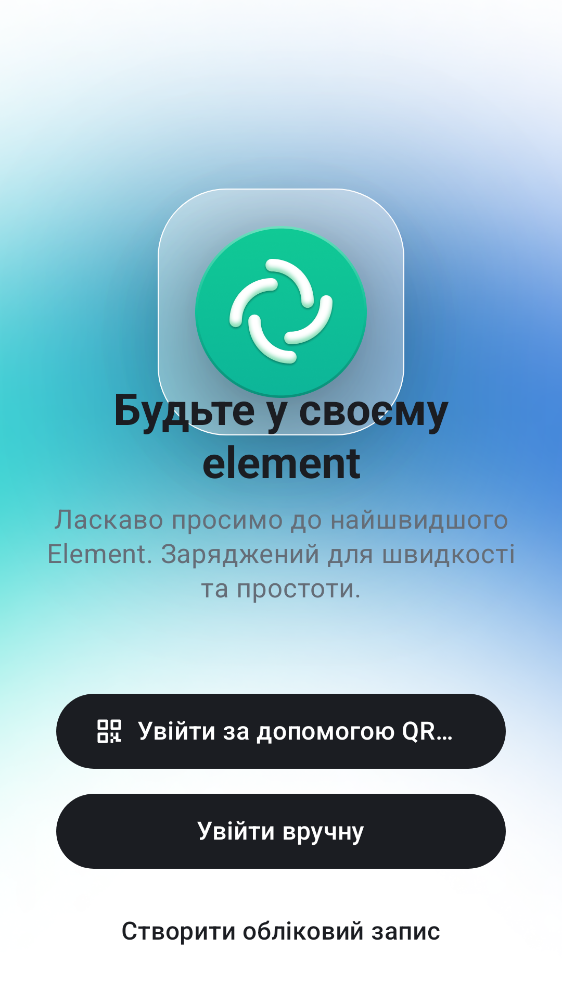 Будьте у своєму
element
Ласкаво просимо до найшвидшого
Element. Заряджений для швидкості
та простоти.
Увійти за допомогою QR…
Увійти вручну
Створити обліковий запис